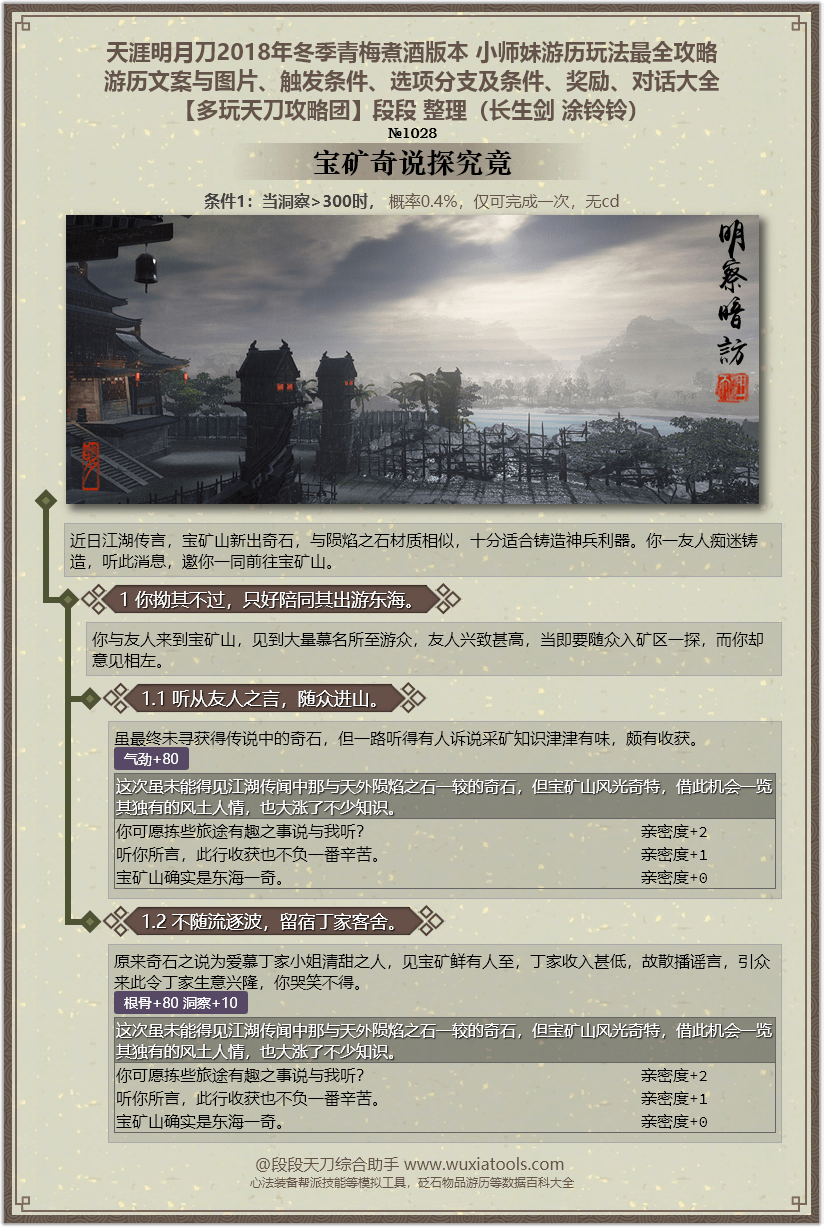 天涯明月刀2018年冬季青梅煮酒版本 小师妹游历玩法最全攻略
游历文案与图片、触发条件、选项分支及条件、奖励、对话大全
【多玩天刀攻略团】段段 整理（长生剑 涂铃铃）
№1028
宝矿奇说探究竟
条件1：当洞察>300时， 概率0.4%，仅可完成一次，无cd
明察暗訪
近日江湖传言，宝矿山新出奇石，与陨焰之石材质相似，十分适合铸造神兵利器。你一友人痴迷铸
造，听此消息，邀你一同前往宝矿山。
1 你拗其不过，只好陪同其出游东海。
你与友人来到宝矿山，见到大量慕名所至游众，友人兴致甚高，当即要随众入矿区一探，而你却
意见相左。
1.1 听从友人之言，随众进山。
虽最终未寻获得传说中的奇石，但一路听得有人诉说采矿知识津津有味，颇有收获。
气劲+80
这次虽未能得见江湖传闻中那与天外陨焰之石一较的奇石，但宝矿山风光奇特，借此机会一览
其独有的风土人情，也大涨了不少知识。
你可愿拣些旅途有趣之事说与我听？ 亲密度+2
听你所言，此行收获也不负一番辛苦。 亲密度+1
宝矿山确实是东海一奇。 亲密度+0
1.2 不随流逐波，留宿丁家客舍。
原来奇石之说为爱慕丁家小姐清甜之人，见宝矿鲜有人至，丁家收入甚低，故散播谣言，引众
来此令丁家生意兴隆，你哭笑不得。
根骨+80 洞察+10
这次虽未能得见江湖传闻中那与天外陨焰之石一较的奇石，但宝矿山风光奇特，借此机会一览
其独有的风土人情，也大涨了不少知识。
你可愿拣些旅途有趣之事说与我听？ 亲密度+2
听你所言，此行收获也不负一番辛苦。 亲密度+1
宝矿山确实是东海一奇。 亲密度+0
@段段天刀综合助手 www.wuxiatools.com
心法装备帮派技能等模拟工具，砭石物品游历等数据百科大全